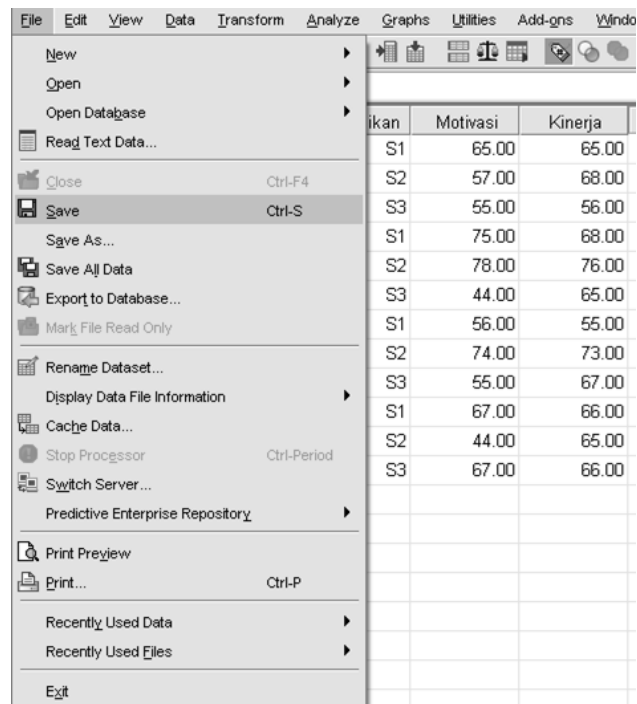 File Edit View Data Transform Analyze Graphs Utilities Add-ons Windo
New
Open
Open Database
Read Text Data...
Close Ctrl-F4
Save Ctrl-S
Save As...
Save All Data
Export to Database...
Mark File Read Only
Rename Dataset...
Display Data File Information
Cache Data...
Stop Processor Ctrl-Period
Switch Server...
Predictive Enterprise Repository
Print Preview
Print... Ctrl-P
Recently Used Data
Recently Used Files
Exit
ikan Motivasi Kinerja
S1 65.00 65.00
S2 57.00 68.00
S3 55.00 56.00
S1 75.00 68.00
S2 78.00 76.00
S3 44.00 65.00
S1 56.00 55.00
S2 74.00 73.00
S3 55.00 67.00
S1 67.00 66.00
S2 44.00 65.00
S3 67.00 66.00